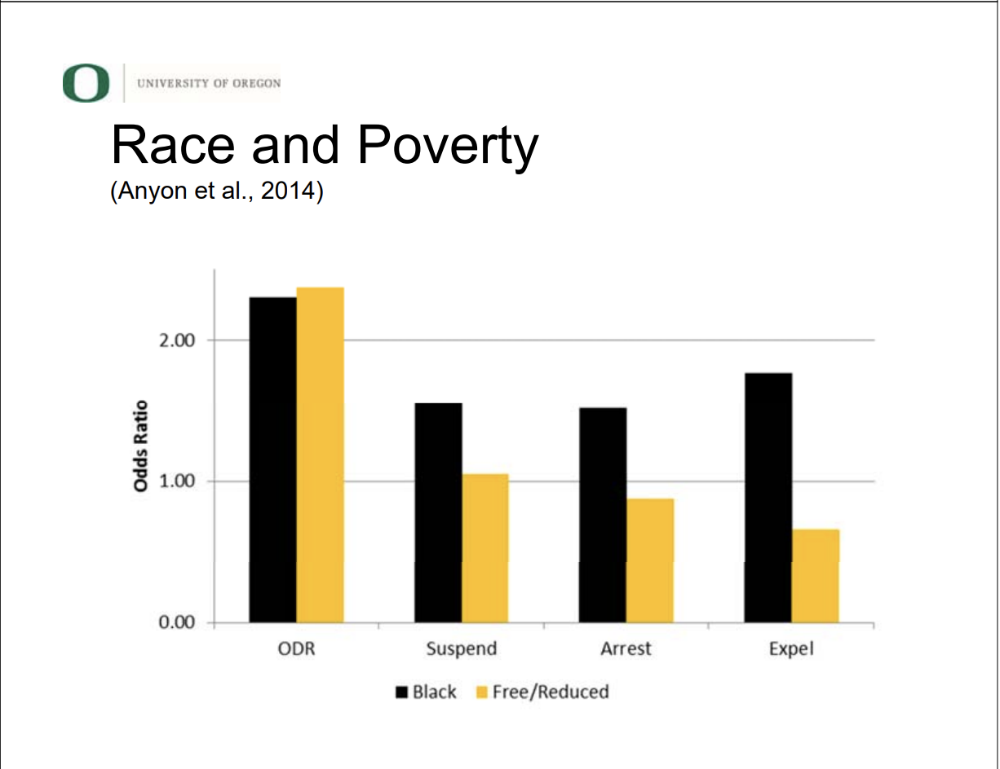 UNIVERSITY OF OREGON
Race and Poverty
(Anyon et al., 2014)
2.00
1.00
0.00
Odds Ratio
ODR Suspend Arrest Expel
Black Free/Reduced